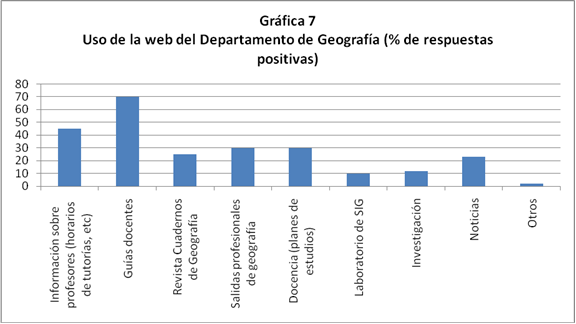 Gráfica 7
Uso de la web del Departamento de Geografía (% de respuestas
positivas)
80
70
60
50
40
30
20
10
0
Información sobre
profesores (horarios
de tutorías, etc)
Guías docentes
Revista Cuadernos
de Geografía
Salidas profesionales
de geografía
Docencia (planes de
estudios)
Laboratorio de SIG
Investigación
Noticias
Otros